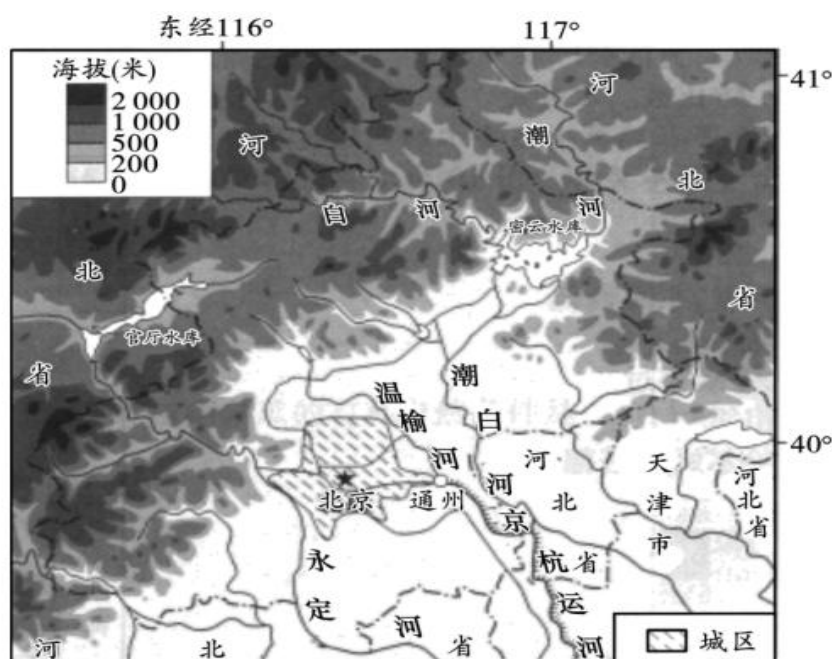 东经116°
117°
海拔(米)
2 000
1 000
500
200
0
41°
河
潮
河
北
白
河
河
密云水库
北
官厅水库
省
省
温
榆
河
潮
白
河
40°
河
北
省
天
津
市
河
北
省
北京
通州
京
杭
运
河
永
定
河
河
省
北
城区